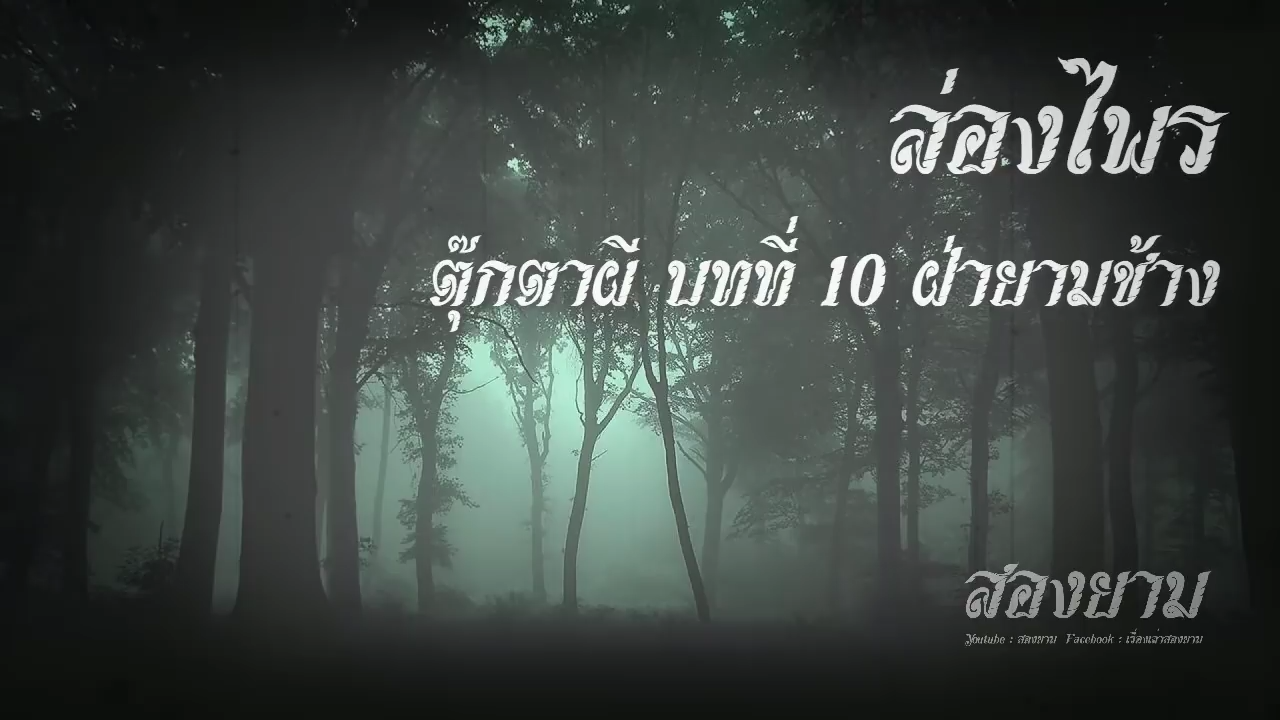 ล่องไพร
ตุ๊กตาผี บทที่ 10 ฝ่ายามช้าง
สองยาม
Youtube : สองยาม Facebook : เรื่องเล่าสองยาม